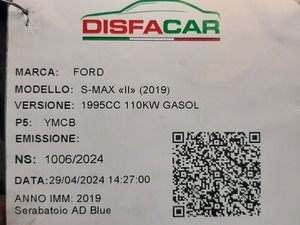 DISFACAR
MARCA: FORD
MODELLO: S-MAX «II» (2019)
VERSIONE: 1995CC 110KW GASOL
P5: YMCB
EMISSIONE:
NS: 1006/2024
DATA:29/04/2024 14:27:00
ANNO IMM: 2019
Serabatoio AD Blue